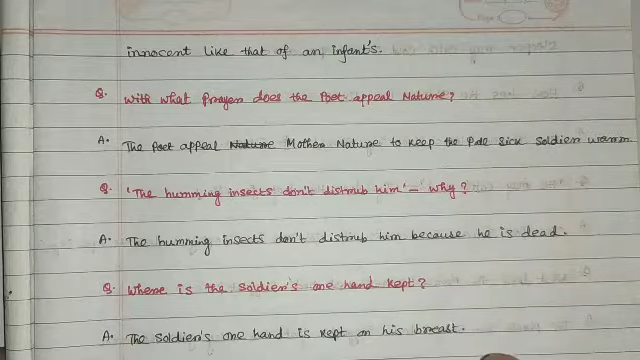 innocent like that of an infant's.
Q. With what Prayer does the Poet appeal Nature?
A. The Poet appeal Nature Mother Nature to keep the Pale Sick Soldier warm
Q. 'The humming insects don't distrub him' – why?
A. The humming insects don't distrub him because he is dead.
Q. Where is the soldier's one hand kept?
A. The Soldier's one hand is kept on his breast.